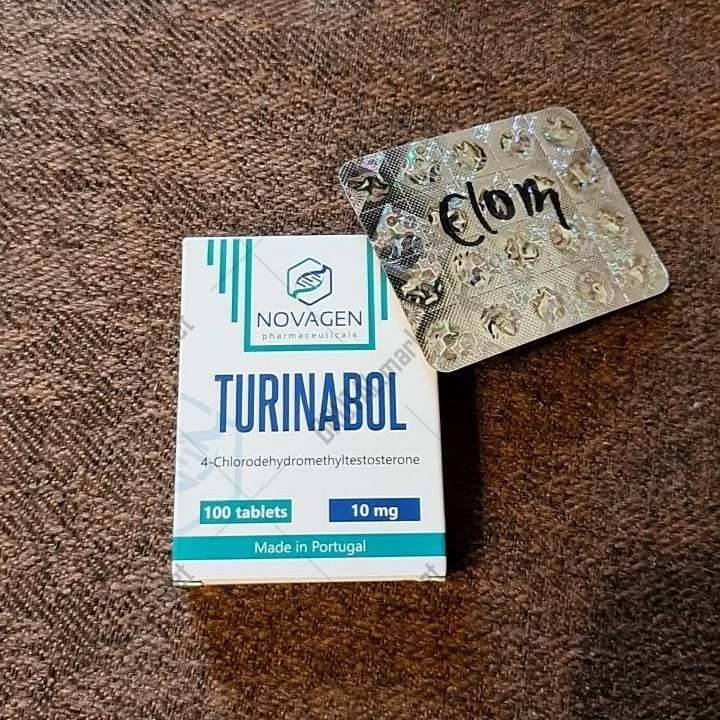 Clom
NOVAGEN
pharmaceuticals
TURINABOL
4-Chlorodehydromethyltestosterone
100 tablets
10 mg
Made in Portugal